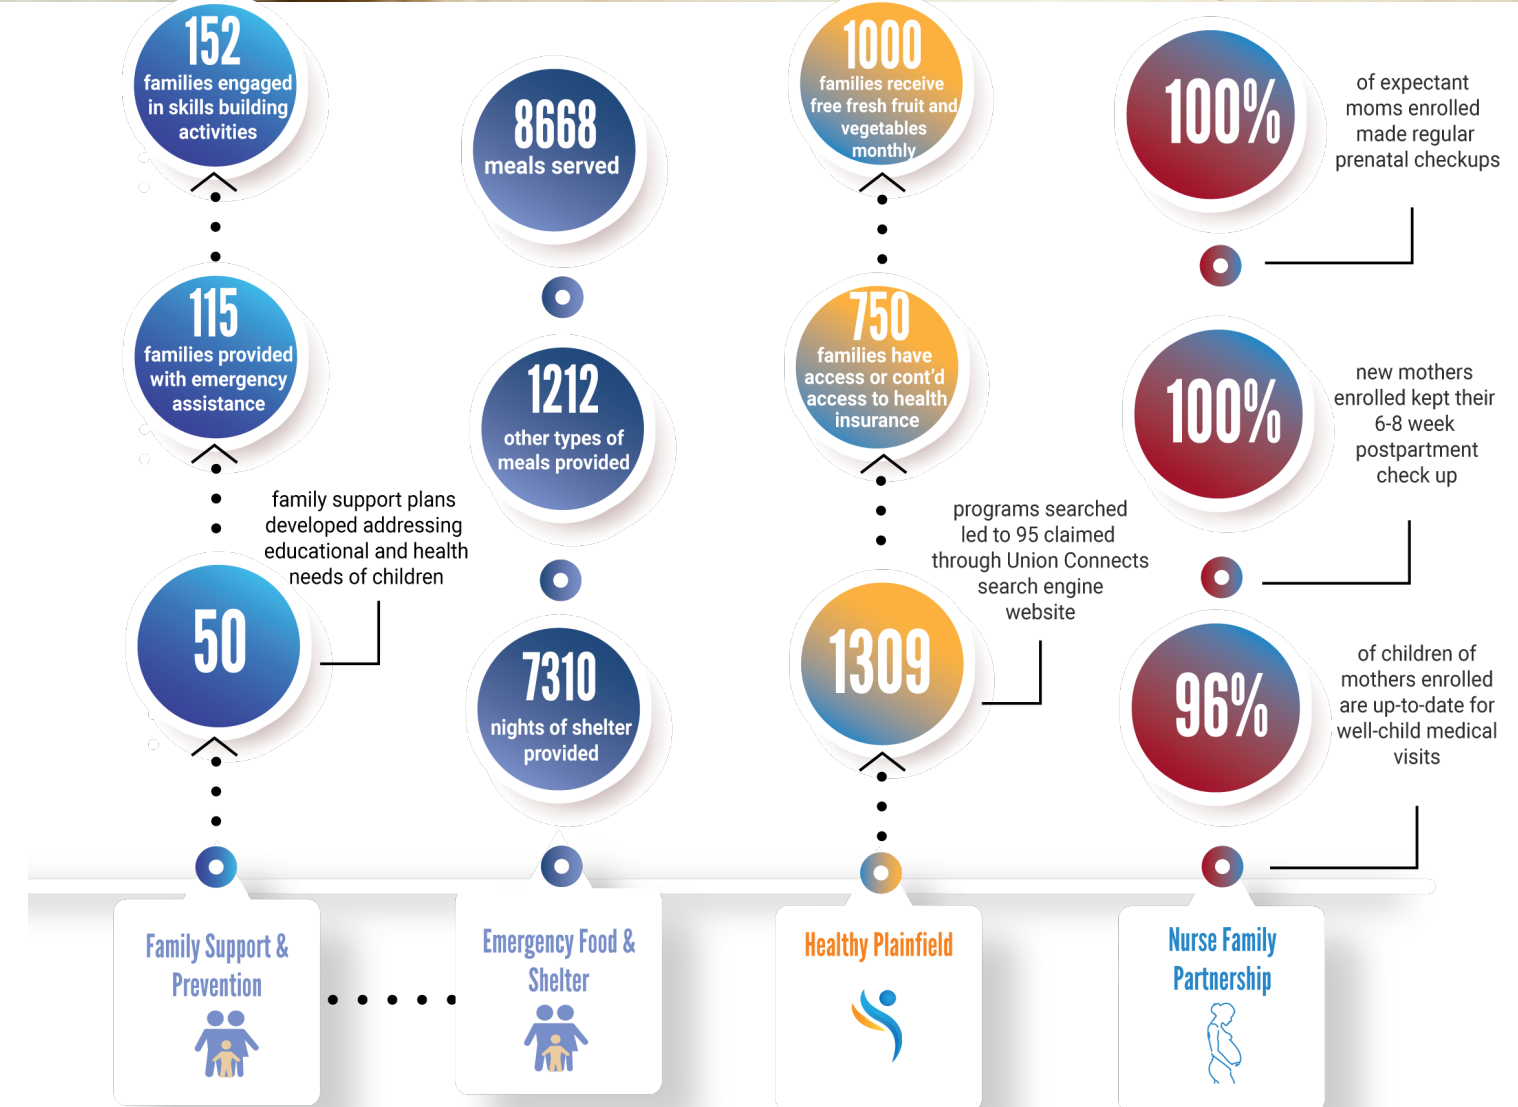 152
families engaged
in skills building
activities
115
families provided
with emergency
assistance
family support plans
developed addressing
educational and health
needs of children
50
Family Support &
Prevention
8668
meals served
1212
other types of
meals provided
7310
nights of shelter
provided
Emergency Food &
Shelter
1000
families receive
free fresh fruit and
vegetables
monthly
750
families have
access or cont'd
access to health
insurance
programs searched
led to 95 claimed
through Union Connects
search engine
website
1309
Healthy Plainfield
100%
of expectant
moms enrolled
made regular
prenatal checkups
100%
new mothers
enrolled kept their
6-8 week
postpartment
check up
96%
of children of
mothers enrolled
are up-to-date for
well-child medical
visits
Nurse Family
Partnership